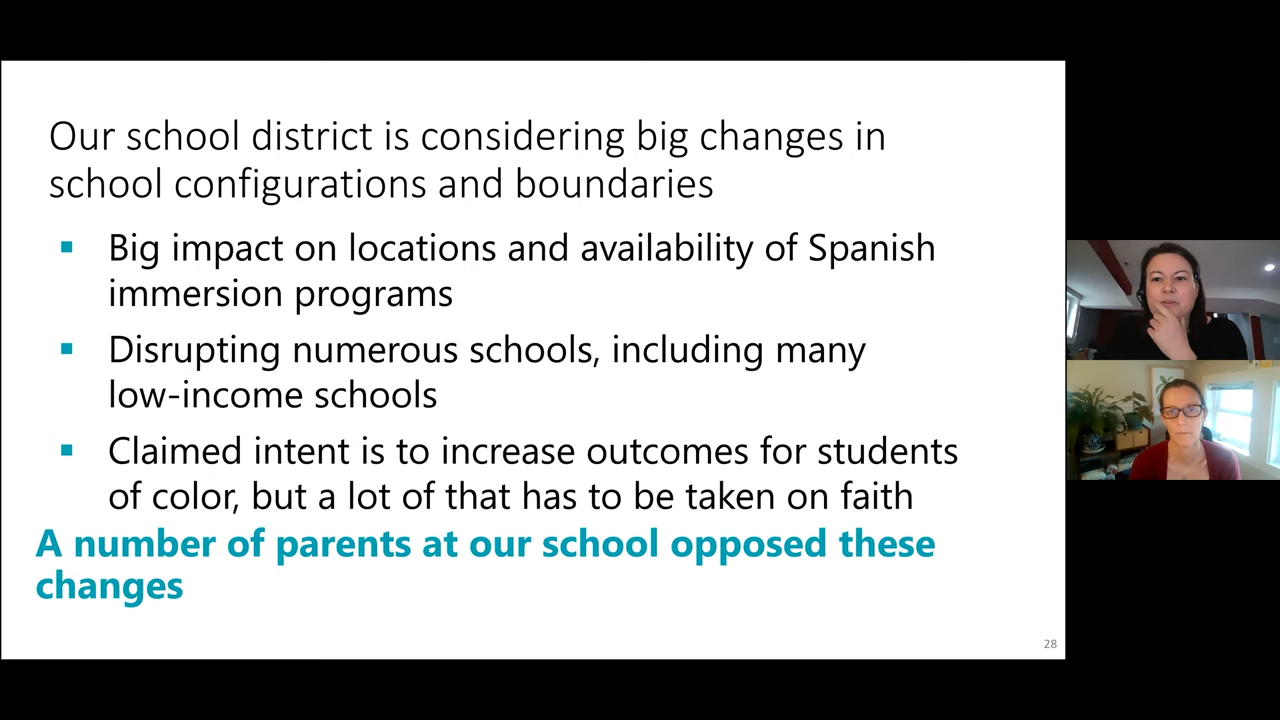 Our school district is considering big changes in
school configurations and boundaries
▪ Big impact on locations and availability of Spanish
immersion programs
▪ Disrupting numerous schools, including many
low-income schools
▪ Claimed intent is to increase outcomes for students
of color, but a lot of that has to be taken on faith
A number of parents at our school opposed these
changes
28